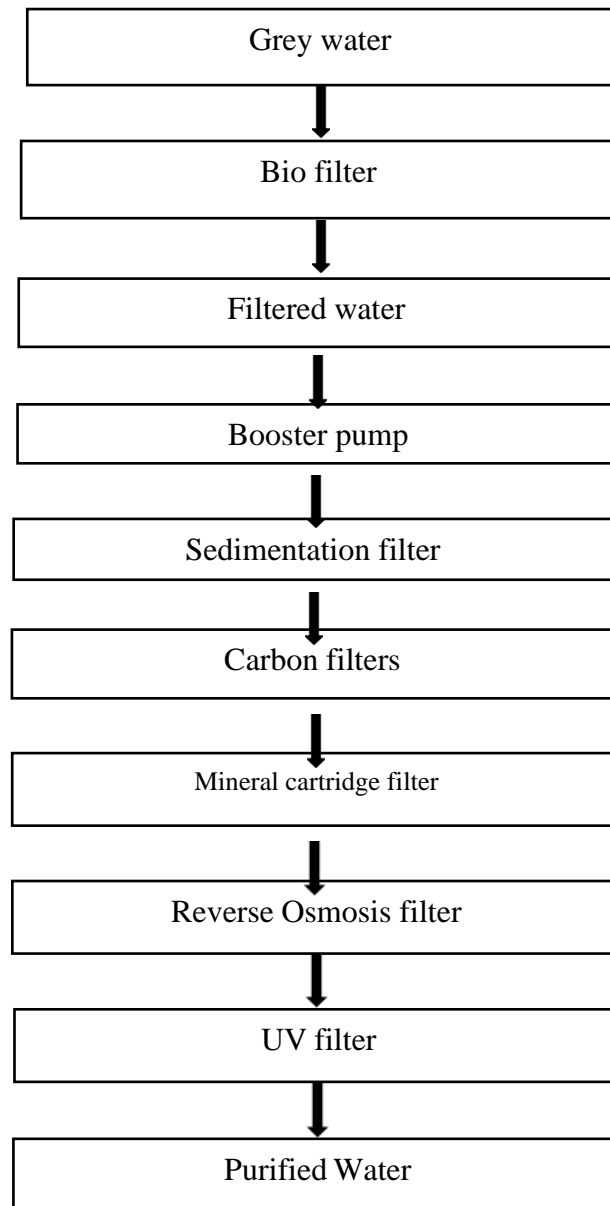 Grey water
Bio filter
Filtered water
Booster pump
Sedimentation filter
Carbon filters
Mineral cartridge filter
Reverse Osmosis filter
UV filter
Purified Water